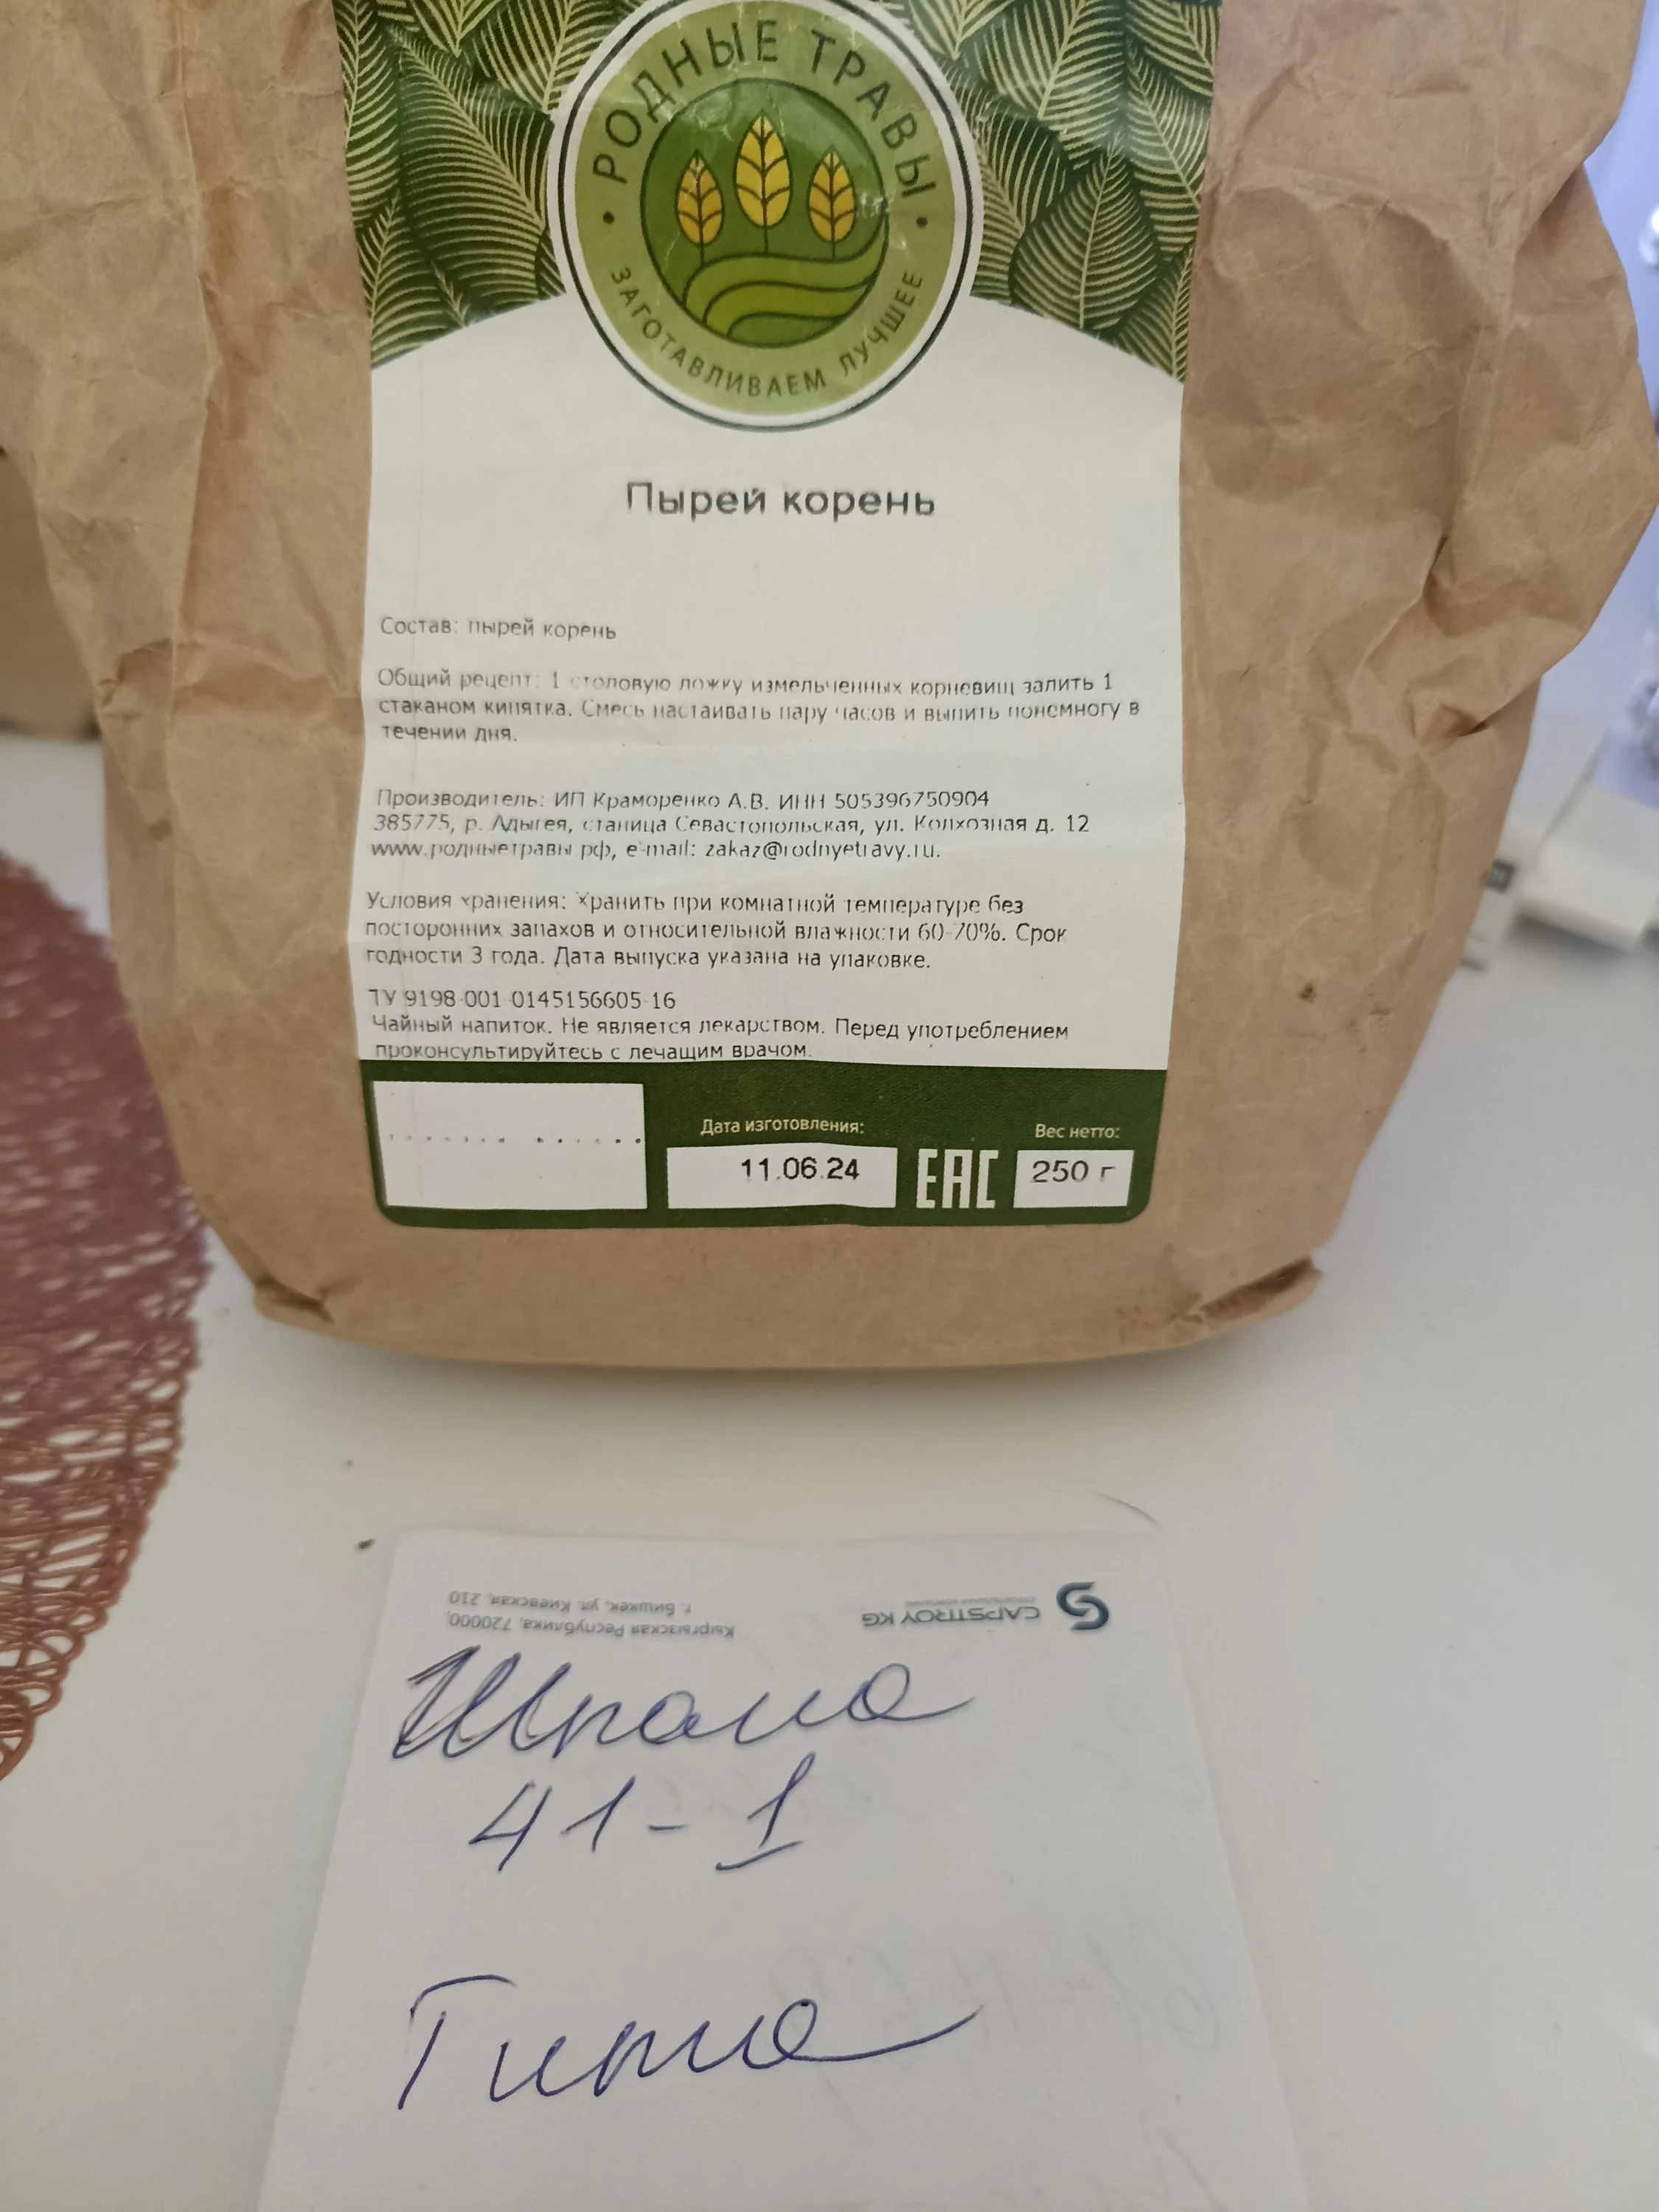 РОДНЫЕ ТРАВЫ
ЗАГОТАВЛИВАЕМ ЛУЧШЕЕ
Пырей корень
Состав: пырей корень
Общий рецепт: 1 столовую ложку измельченных корневищ залить 1
стаканом кипятка. Смесь настаивать пару часов и выпить понемногу в
течении дня.
Производитель: ИП Краморенко А.В. ИНН 505396750904
385775, р. Адыгея, станица Севастопольская, ул. Колхозная д. 12
www.родныетравы рф, e-mail: zakaz@rodnyetravy.ru.
Условия хранения: Хранить при комнатной температуре без
посторонних запахов и относительной влажности 60-70%. Срок
годности 3 года. Дата выпуска указана на упаковке.
ТУ 9198-001-0145156605-16
Чайный напиток. Не является лекарством. Перед употреблением
проконсультируйтесь с лечащим врачом.
Дата изготовления:
11.06.24
EAC
Вес нетто:
250 г
CAPSTROY KG
СТРОИТЕЛЬНАЯ КОМПАНИЯ
Кыргызская Республика, 720000,
г. Бишкек, ул. Киевская, 210
41-1